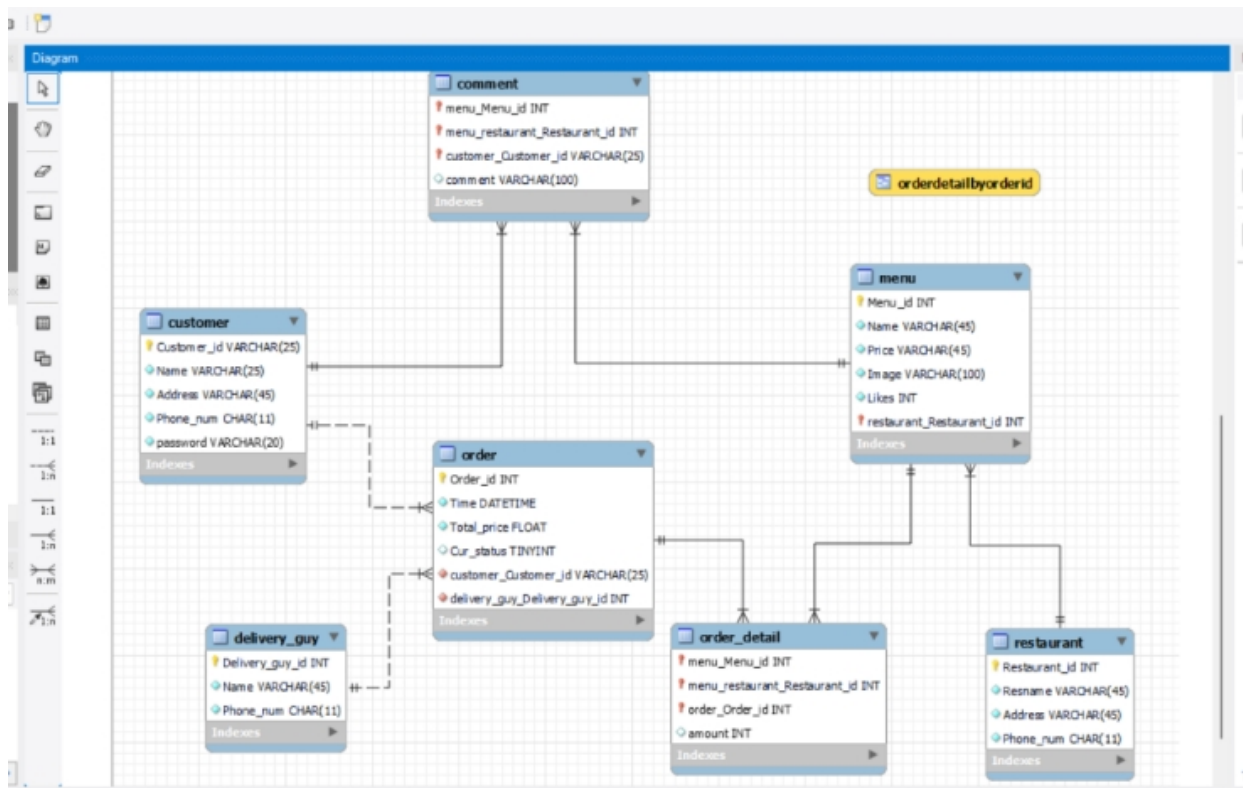 Diagram
comment
menu_Menu_id INT
menu_restaurant_Restaurant_id INT
customer_Customer_id VARCHAR(25)
comment VARCHAR(100)
Indexes
orderdetailbyorderid
menu
Menu_id INT
Name VARCHAR(45)
Price VARCHAR(45)
Image VARCHAR(100)
Likes INT
restaurant_Restaurant_id INT
Indexes
customer
Customer_id VARCHAR(25)
Name VARCHAR(25)
Address VARCHAR(45)
Phone_num CHAR(11)
password VARCHAR(20)
Indexes
order
Order_id INT
Time DATETIME
Total_price FLOAT
Cur_status TINYINT
customer_Customer_id VARCHAR(25)
delivery_guy_Delivery_guy_id INT
Indexes
delivery_guy
Delivery_guy_id INT
Name VARCHAR(45)
Phone_num CHAR(11)
Indexes
order_detail
menu_Menu_id INT
menu_restaurant_Restaurant_id INT
order_Order_id INT
amount INT
Indexes
restaurant
Restaurant_id INT
Resname VARCHAR(45)
Address VARCHAR(45)
Phone_num CHAR(11)
Indexes
1:1
1:n
1:1
1:n
n:m
1:n